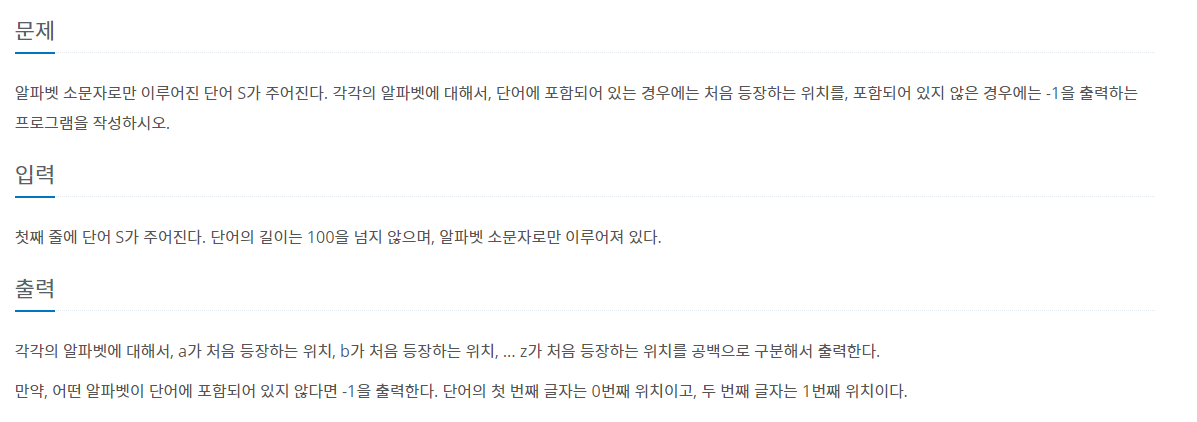 문제
알파벳 소문자로만 이루어진 단어 S가 주어진다. 각각의 알파벳에 대해서, 단어에 포함되어 있는 경우에는 처음 등장하는 위치를, 포함되어 있지 않은 경우에는 -1을 출력하는
프로그램을 작성하시오.
입력
첫째 줄에 단어 S가 주어진다. 단어의 길이는 100을 넘지 않으며, 알파벳 소문자로만 이루어져 있다.
출력
각각의 알파벳에 대해서, a가 처음 등장하는 위치, b가 처음 등장하는 위치, ... z가 처음 등장하는 위치를 공백으로 구분해서 출력한다.
만약, 어떤 알파벳이 단어에 포함되어 있지 않다면 -1을 출력한다. 단어의 첫 번째 글자는 0번째 위치이고, 두 번째 글자는 1번째 위치이다.